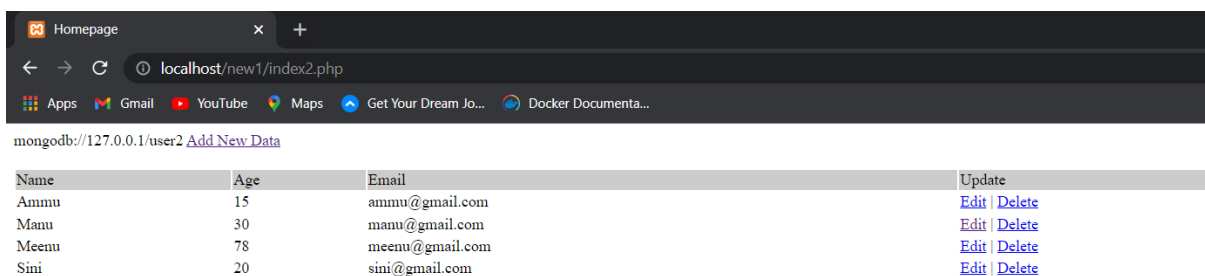 Homepage
localhost/new1/index2.php
Apps Gmail YouTube Maps Get Your Dream Jo... Docker Documenta...
mongodb://127.0.0.1/user2 Add New Data
Name Age Email Update
Ammu 15 ammu@gmail.com Edit | Delete
Manu 30 manu@gmail.com Edit | Delete
Meenu 78 meenu@gmail.com Edit | Delete
Sini 20 sini@gmail.com Edit | Delete